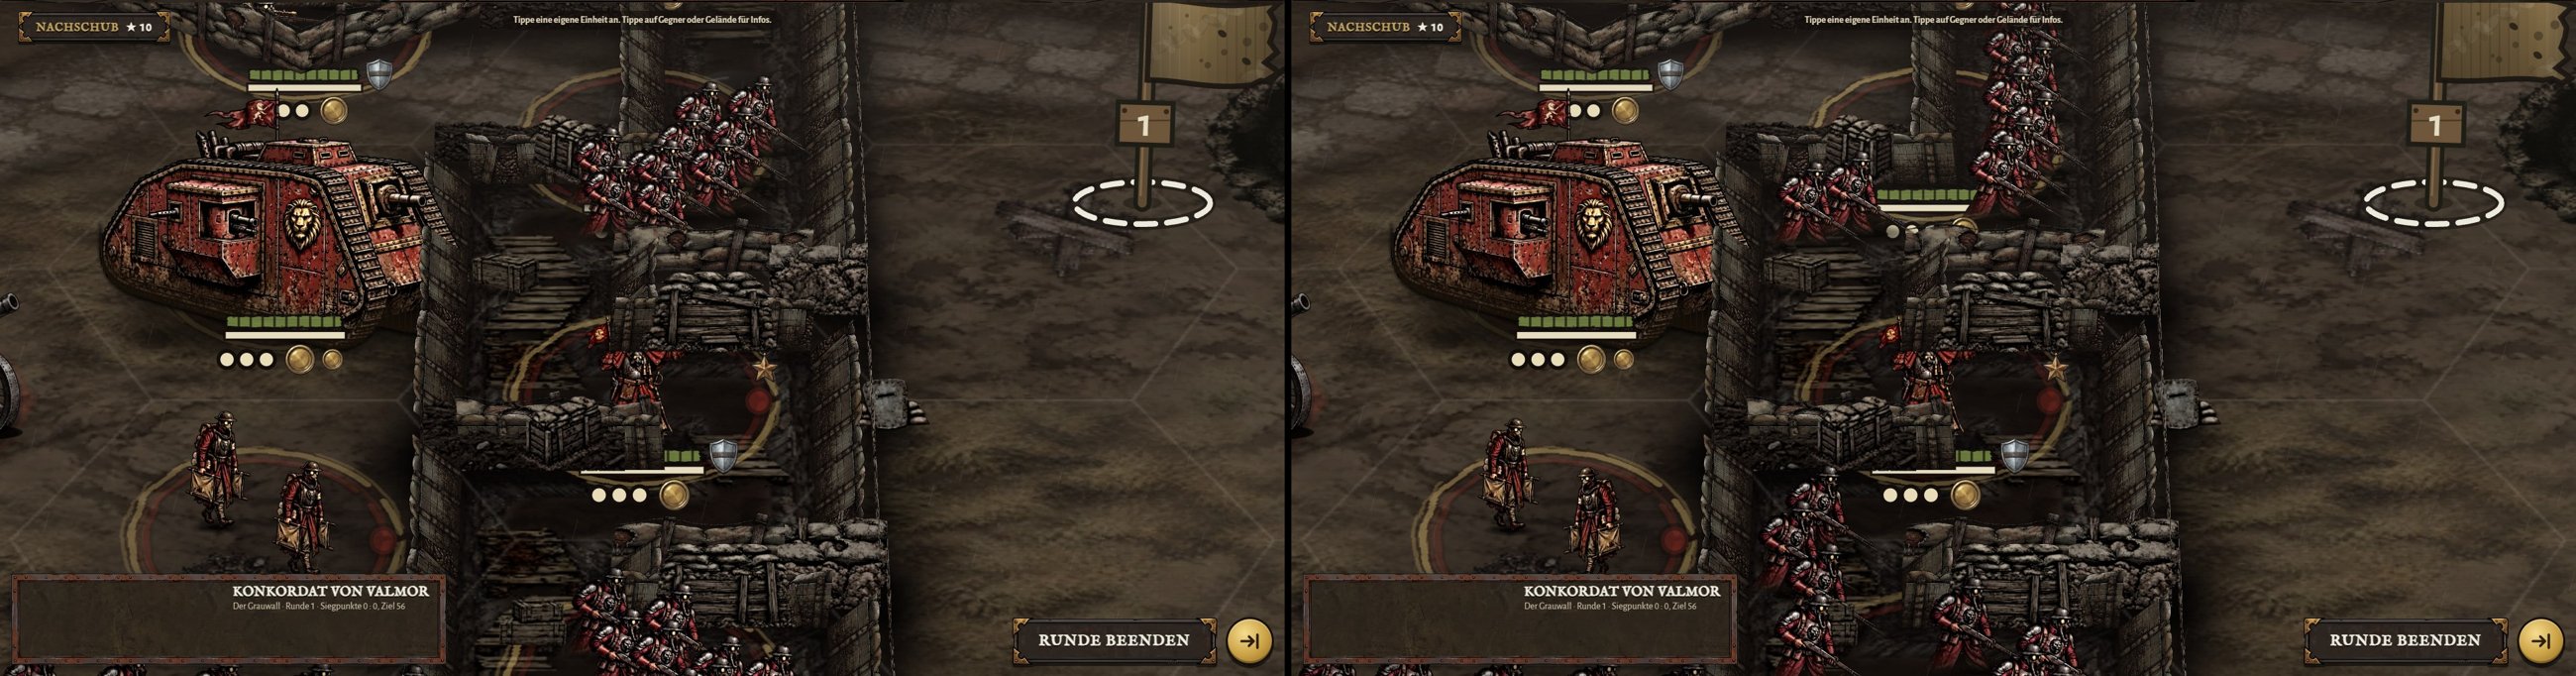 NACHSCHUB ★ 10
Tippe eine eigene Einheit an. Tippe auf Gegner oder Gelände für Infos.
1
KONKORDAT VON VALMOR
Der Grauwall · Runde 1 · Siegpunkte 0 : 0, Ziel 56
RUNDE BEENDEN
NACHSCHUB ★ 10
Tippe eine eigene Einheit an. Tippe auf Gegner oder Gelände für Infos.
1
KONKORDAT VON VALMOR
Der Grauwall · Runde 1 · Siegpunkte 0 : 0, Ziel 56
RUNDE BEENDEN